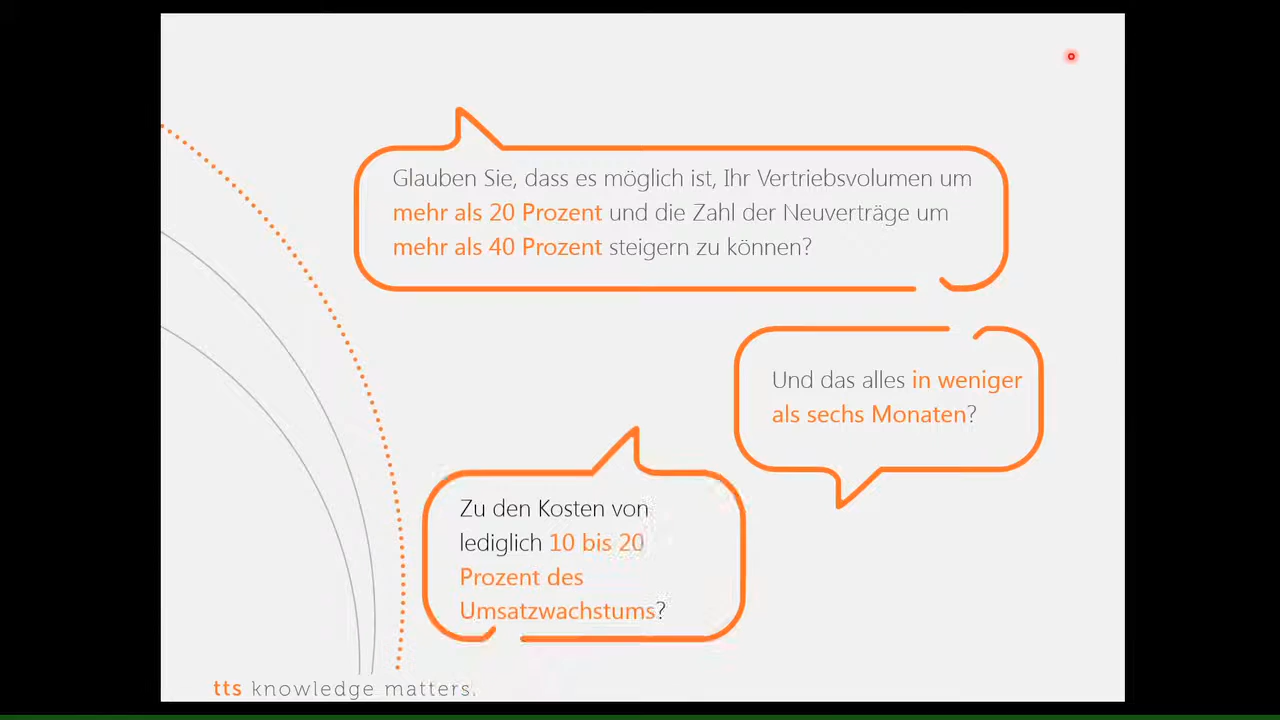 Glauben Sie, dass es möglich ist, Ihr Vertriebsvolumen um
mehr als 20 Prozent und die Zahl der Neuverträge um
mehr als 40 Prozent steigern zu können?
Und das alles in weniger
als sechs Monaten?
Zu den Kosten von
lediglich 10 bis 20
Prozent des
Umsatzwachstums?
tts knowledge matters.